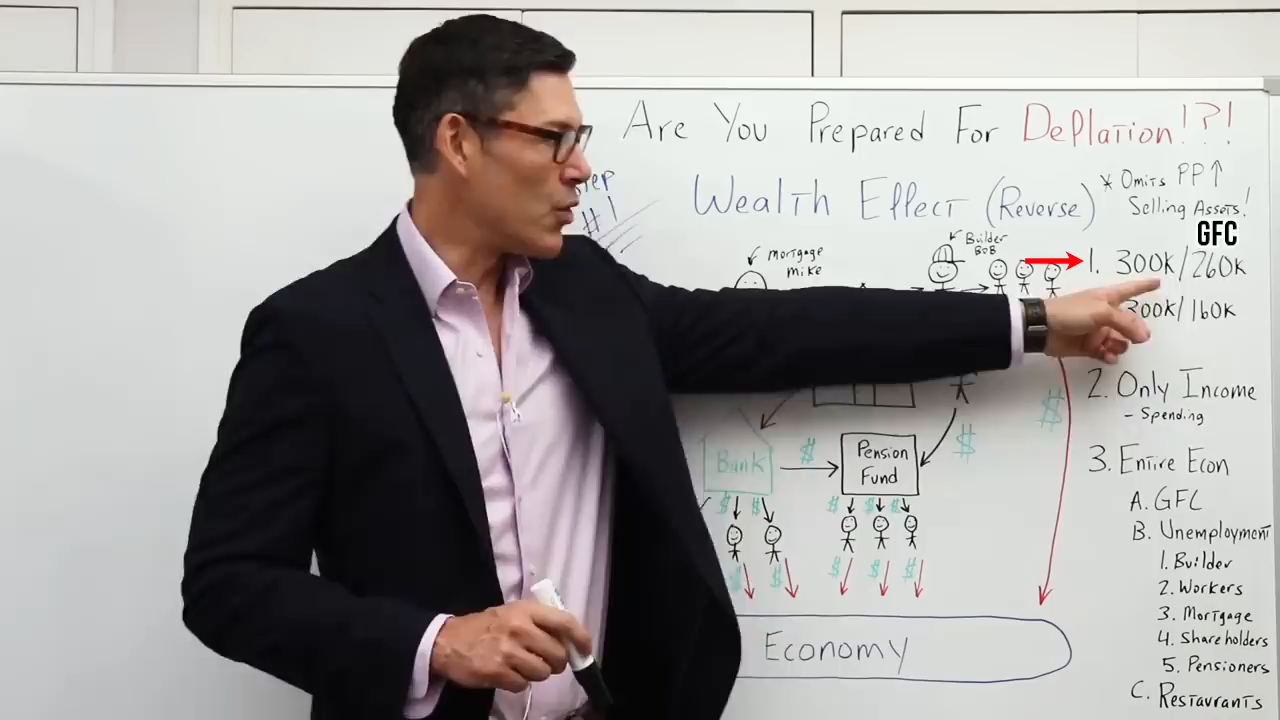 Are You Prepared For Deflation!?!
#1
Wealth Effect (Reverse)
* Omits PP↑
Selling Assets!
GFC
Mortgage
Mike
Builder
BOB
1. 300k/260k
300k/160k
2. Only Income
- Spending
$
$
Bank
$
Pension
Fund
$ $
$ $ $
$ $
$ $ $
3. Entire Econ
A. GFC
B. Unemployment
1. Builder
2. Workers
3. Mortgage
4. Shareholders
5. Pensioners
C. Restaurants
Economy